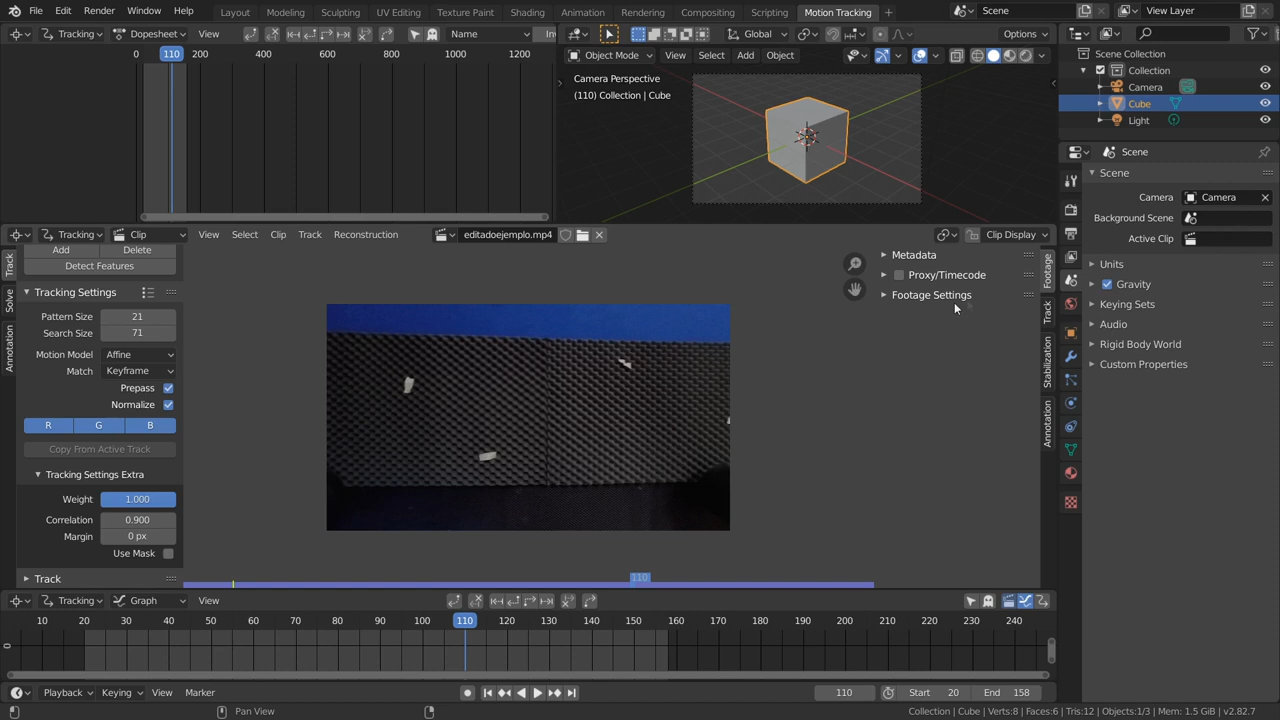 File Edit Render Window Help Layout Modeling Sculpting UV Editing Texture Paint Shading Animation Rendering Compositing Scripting Motion Tracking + Scene View Layer
Tracking Dopesheet View Name Inv
0 110 200 400 600 800 1000 1200
Global Options
Object Mode View Select Add Object
Camera Perspective
(110) Collection | Cube
Scene Collection
Collection
Camera
Cube
Light
Scene
Scene
Camera Camera
Background Scene
Active Clip
Units
Gravity
Keying Sets
Audio
Rigid Body World
Custom Properties
Tracking Clip View Select Clip Track Reconstruction editadoejemplo.mp4 Clip Display
Track
Solve
Annotation
Add Delete
Detect Features
Tracking Settings
Pattern Size 21
Search Size 71
Motion Model Affine
Match Keyframe
Prepass
Normalize
R G B
Copy From Active Track
Tracking Settings Extra
Weight 1.000
Correlation 0.900
Margin 0 px
Use Mask
Track
Metadata
Proxy/Timecode
Footage Settings
Footage
Track
Stabilization
Annotation
110
Tracking Graph View
10 20 30 40 50 60 70 80 90 100 110 120 130 140 150 160 170 180 190 200 210 220 230 240
0
Playback Keying View Marker 110 Start 20 End 158
Pan View Collection | Cube | Verts:8 | Faces:6 | Tris:12 | Objects:1/3 | Mem: 1.5 GiB | v2.82.7